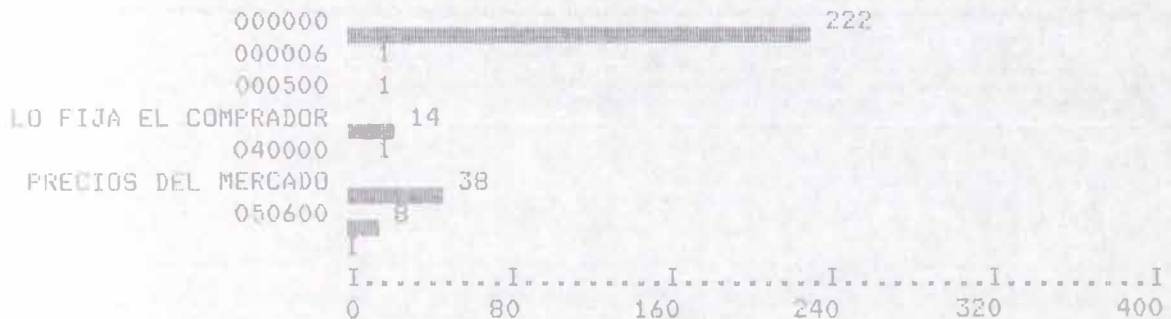 000000 222
000006 1
000500 1
LO FIJA EL COMPRADOR 14
040000 1
PRECIOS DEL MERCADO 38
050600 8
I
I.........I.........I.........I.........I.........I
0 80 160 240 320 400